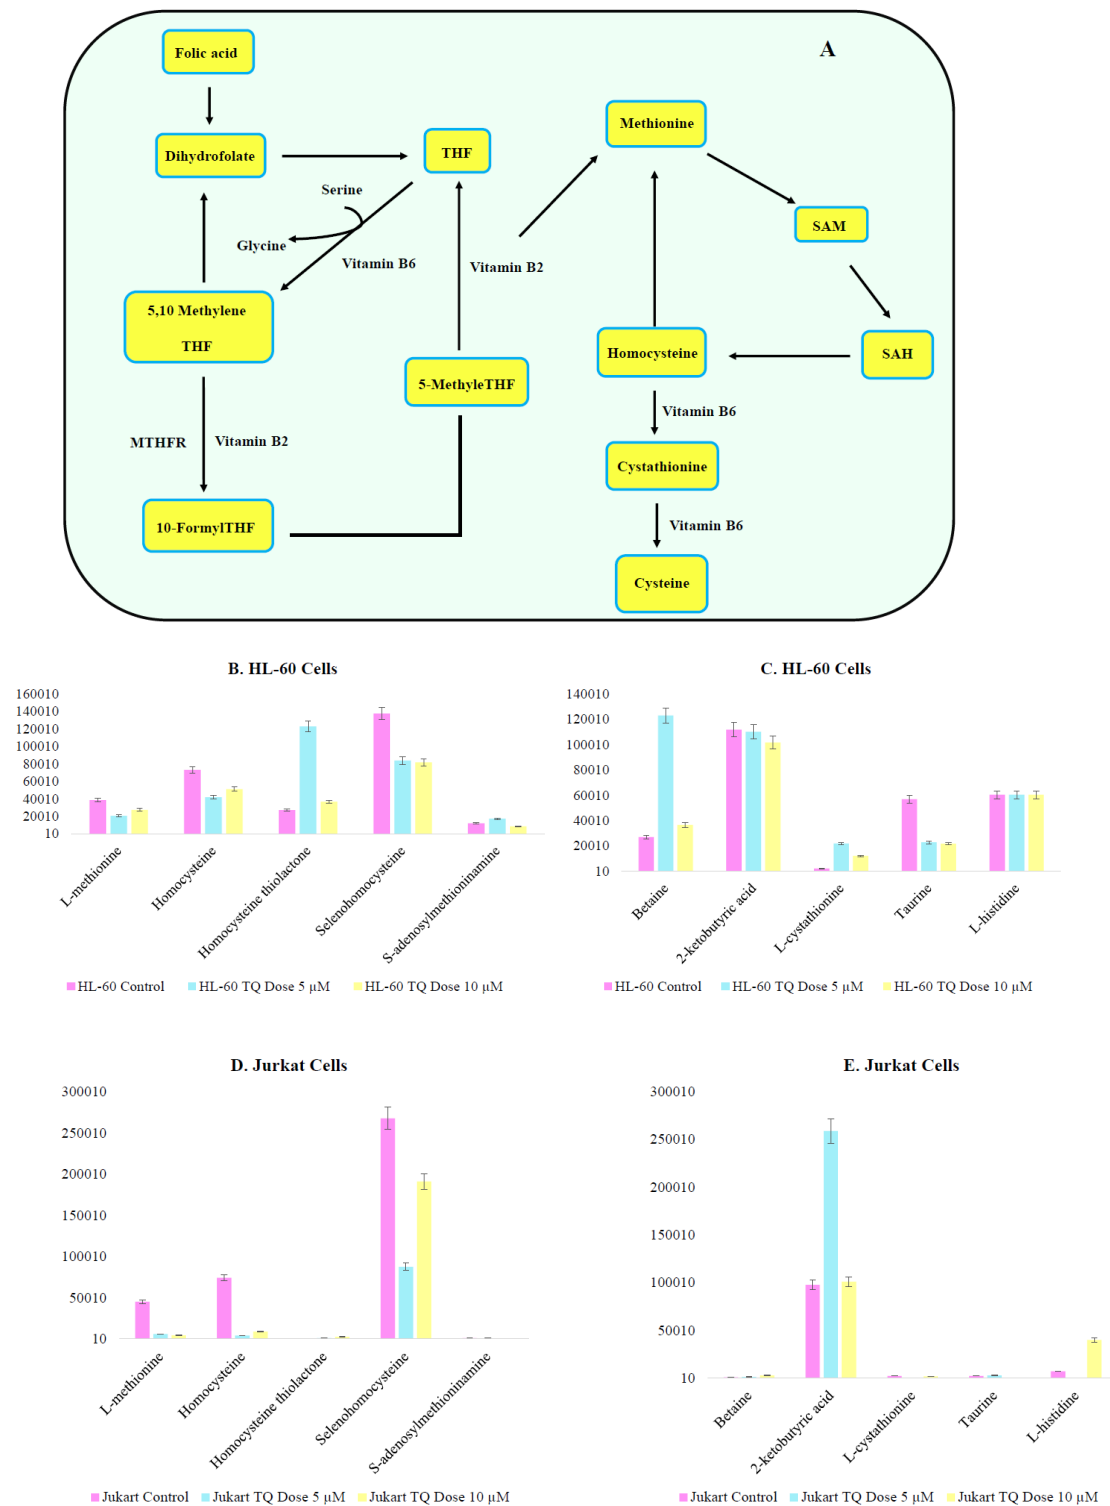 A
Folic acid
Dihydrofolate
THF
Serine
Glycine
Vitamin B6
5,10 Methylene
THF
MTHFR
Vitamin B2
10-FormylTHF
5-MethyleTHF
Vitamin B2
Methionine
SAM
SAH
Homocysteine
Vitamin B6
Cystathionine
Vitamin B6
Cysteine
B. HL-60 Cells
160010
140010
120010
100010
80010
60010
40010
20010
10
L-methionine
Homocysteine
Homocysteine thiolactone
Selenohomocysteine
S-adenosylmethioninamine
HL-60 Control
HL-60 TQ Dose 5 µM
HL-60 TQ Dose 10 µM
C. HL-60 Cells
140010
120010
100010
80010
60010
40010
20010
10
Betaine
2-ketobutyric acid
L-cystathionine
Taurine
L-histidine
HL-60 Control
HL-60 TQ Dose 5 µM
HL-60 TQ Dose 10 µM
D. Jurkat Cells
300010
250010
200010
150010
100010
50010
10
L-methionine
Homocysteine
Homocysteine thiolactone
Selenohomocysteine
S-adenosylmethioninamine
Jukart Control
Jukart TQ Dose 5 µM
Jukart TQ Dose 10 µM
E. Jurkat Cells
300010
250010
200010
150010
100010
50010
10
Betaine
2-ketobutyric acid
L-cystathionine
Taurine
L-histidine
Jukart Control
Jukart TQ Dose 5 µM
Jukart TQ Dose 10 µM